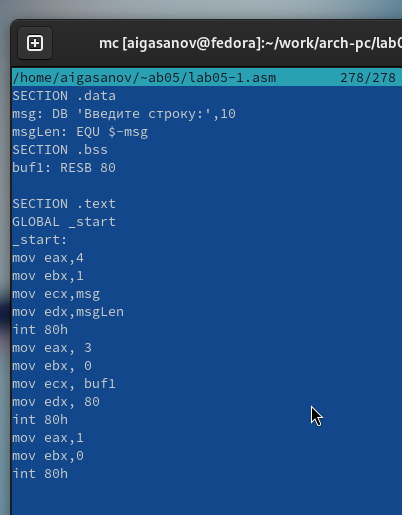 mc [aigasanov@fedora]:~/work/arch-pc/lab0
/home/aigasanov/~ab05/lab05-1.asm 278/278
SECTION .data
msg: DB 'Введите строку:',10
msgLen: EQU $-msg
SECTION .bss
buf1: RESB 80
SECTION .text
GLOBAL _start
_start:
mov eax,4
mov ebx,1
mov ecx,msg
mov edx,msgLen
int 80h
mov eax, 3
mov ebx, 0
mov ecx, buf1
mov edx, 80
int 80h
mov eax,1
mov ebx,0
int 80h